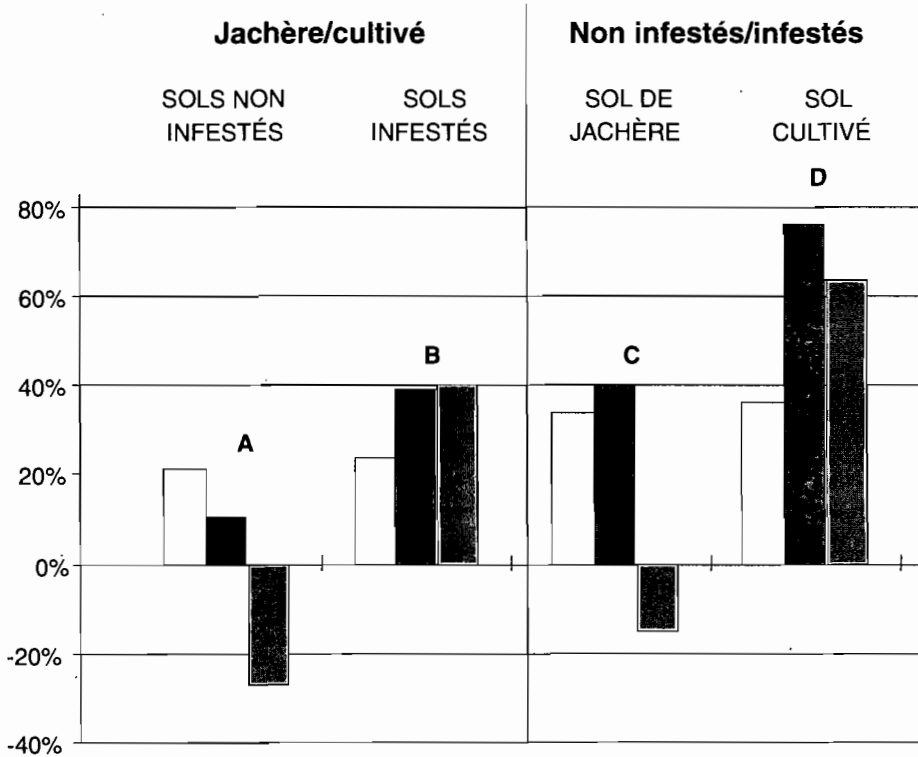 Jachère/cultivé
Non infestés/infestés
SOLS NON
INFESTÉS
SOLS
INFESTÉS
SOL DE
JACHÈRE
SOL
CULTIVÉ
D
80%
60%
B
C
40%
A
20%
0%
-20%
-40%